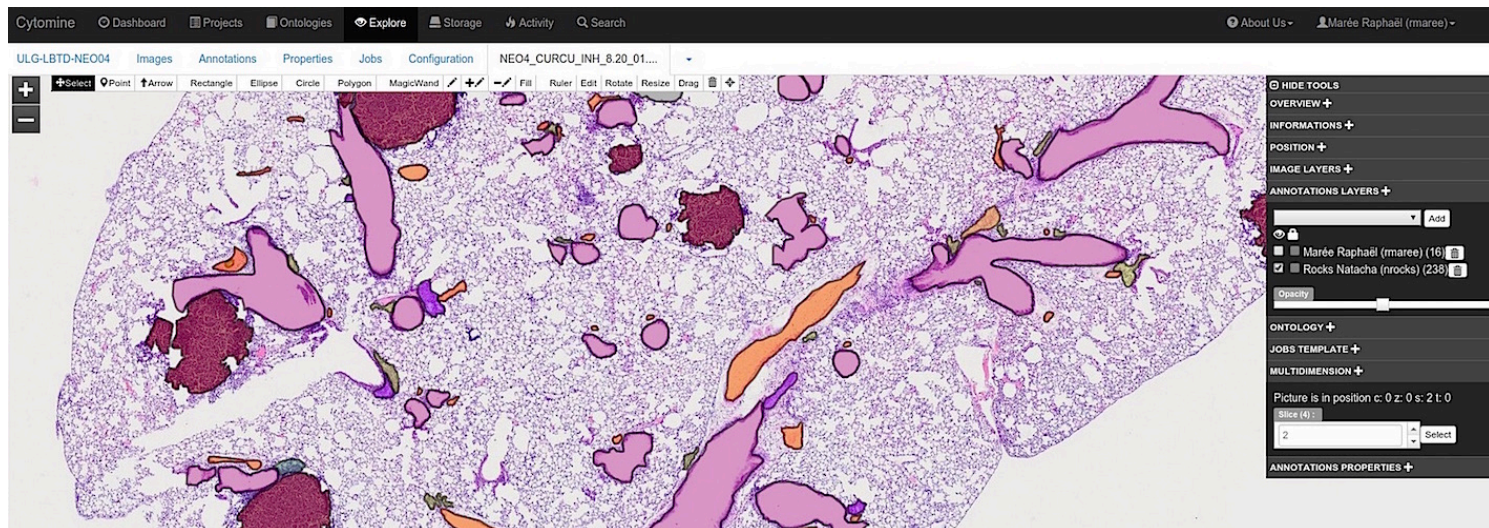 Cytomine Dashboard Projects Ontologies Explore Storage Activity Search About Us Marée Raphaël (rmaree)
ULG-LBTD-NEO04 Images Annotations Properties Jobs Configuration NEO4_CURCU_INH_8.20_01....
Select Point Arrow Rectangle Ellipse Circle Polygon MagicWand Fill Ruler Edit Rotate Resize Drag
HIDE TOOLS
OVERVIEW
INFORMATIONS
POSITION
IMAGE LAYERS
ANNOTATIONS LAYERS
Add
Marée Raphaël (rmaree) (16)
Rocks Natacha (nrocks) (238)
Opacity
ONTOLOGY
JOBS TEMPLATE
MULTIDIMENSION
Picture is in position c: 0 z: 0 s: 2 t: 0
Slice (4) :
2 Select
ANNOTATIONS PROPERTIES